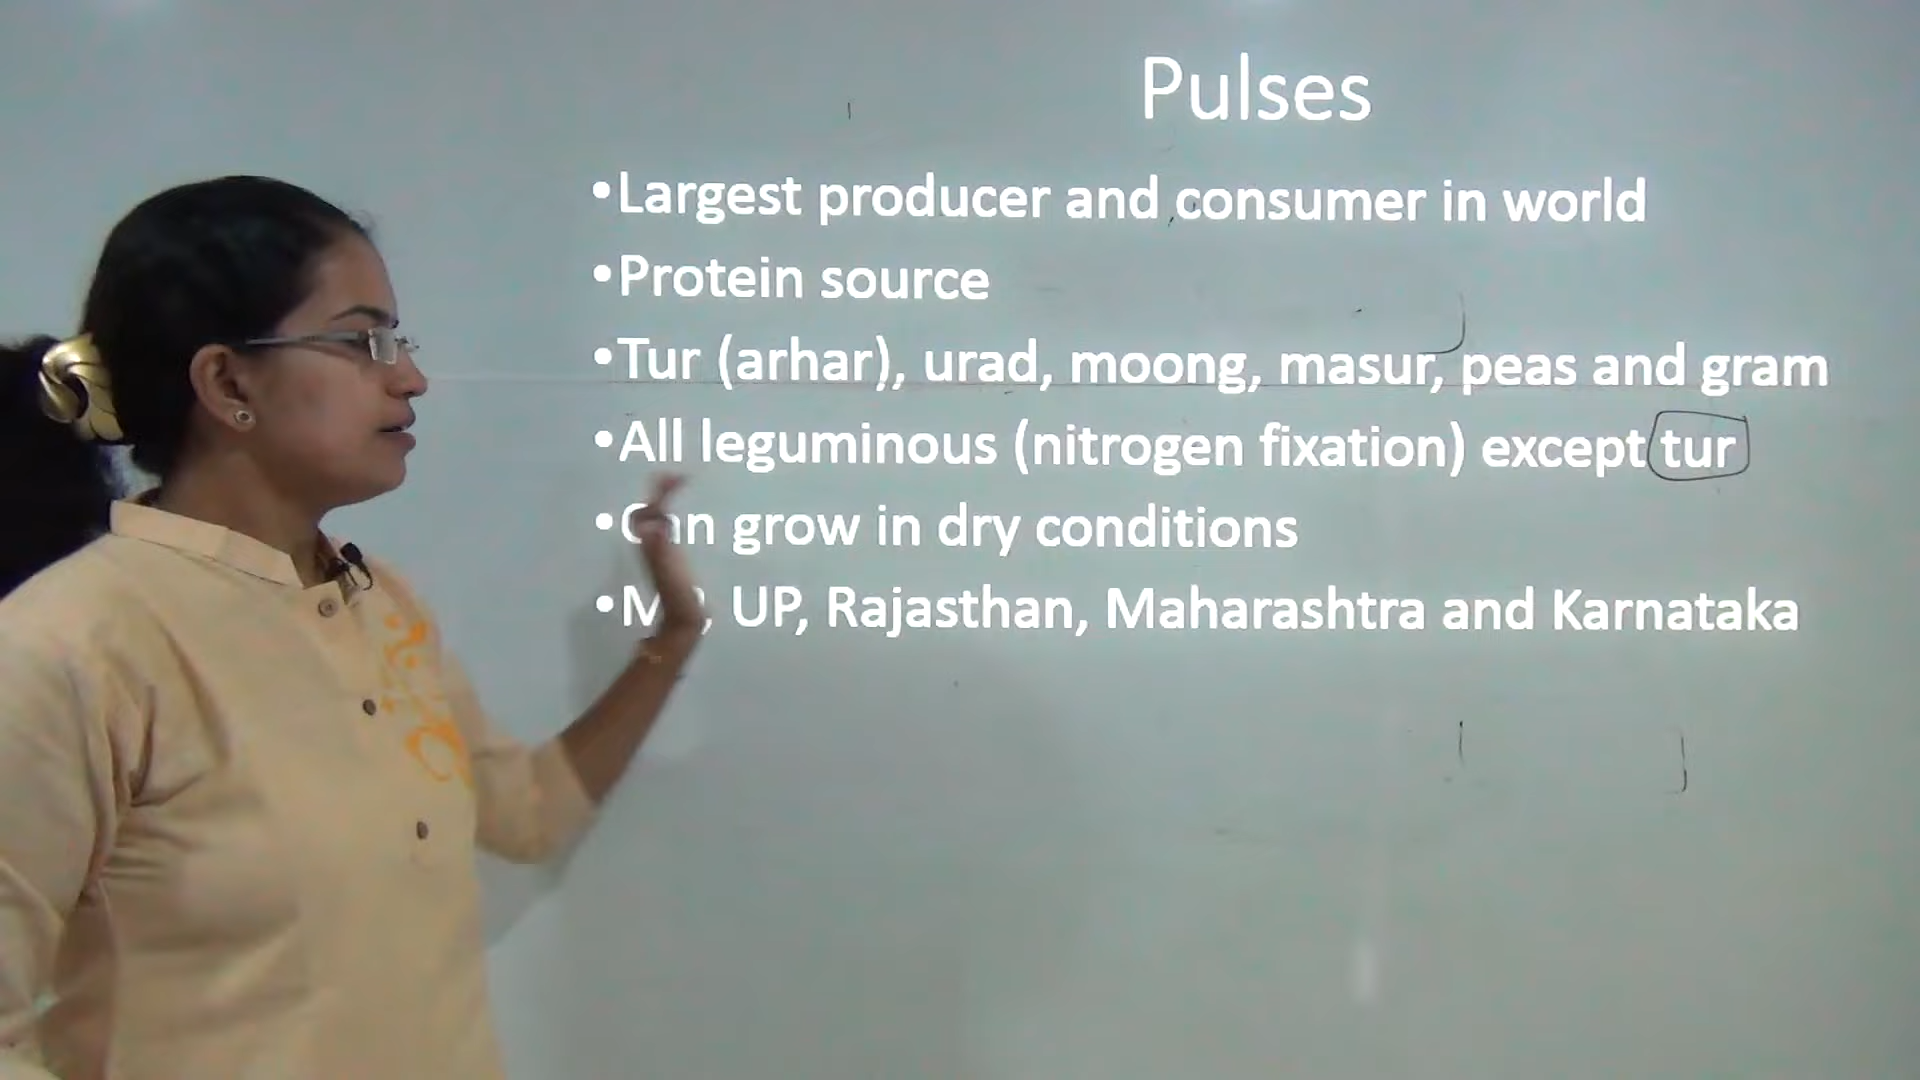 Pulses
•Largest producer and consumer in world
•Protein source
•Tur (arhar), urad, moong, masur, peas and gram
•All leguminous (nitrogen fixation) except tur
•Can grow in dry conditions
•MP, UP, Rajasthan, Maharashtra and Karnataka